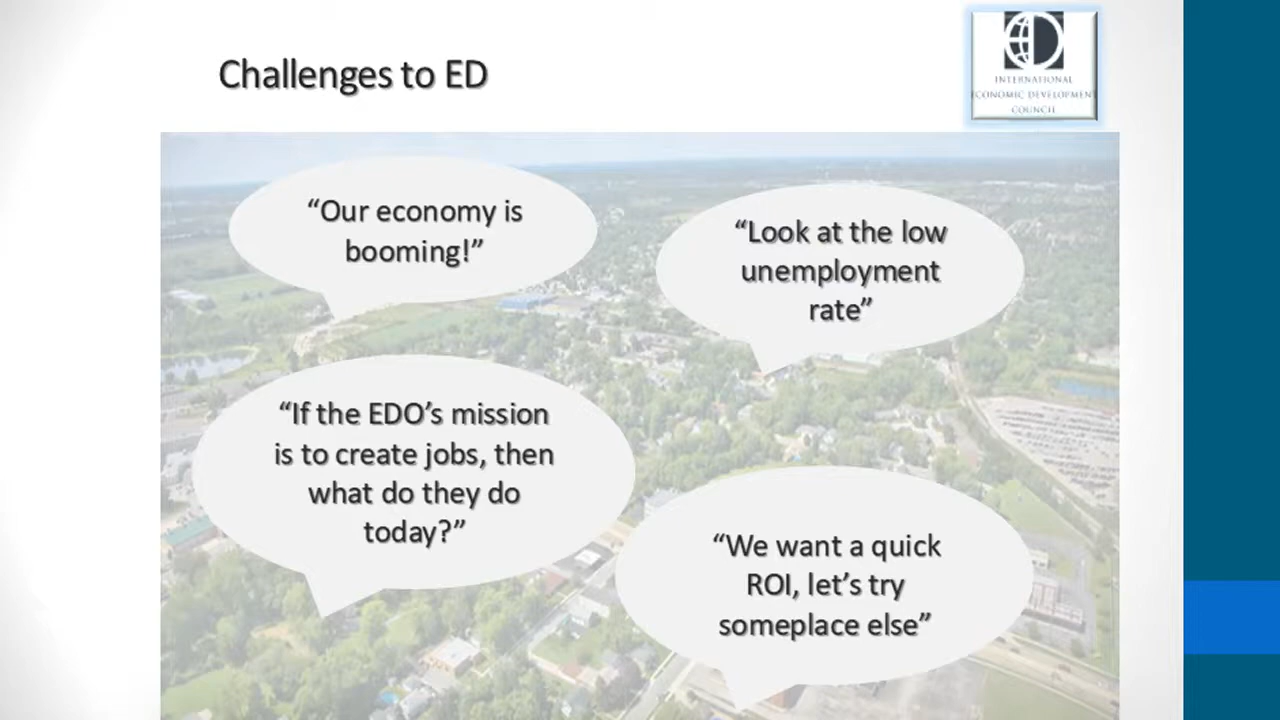 Challenges to ED
INTERNATIONAL
ECONOMIC DEVELOPMENT
COUNCIL
“Our economy is
booming!”
“Look at the low
unemployment
rate”
“If the EDO’s mission
is to create jobs, then
what do they do
today?”
“We want a quick
ROI, let’s try
someplace else”